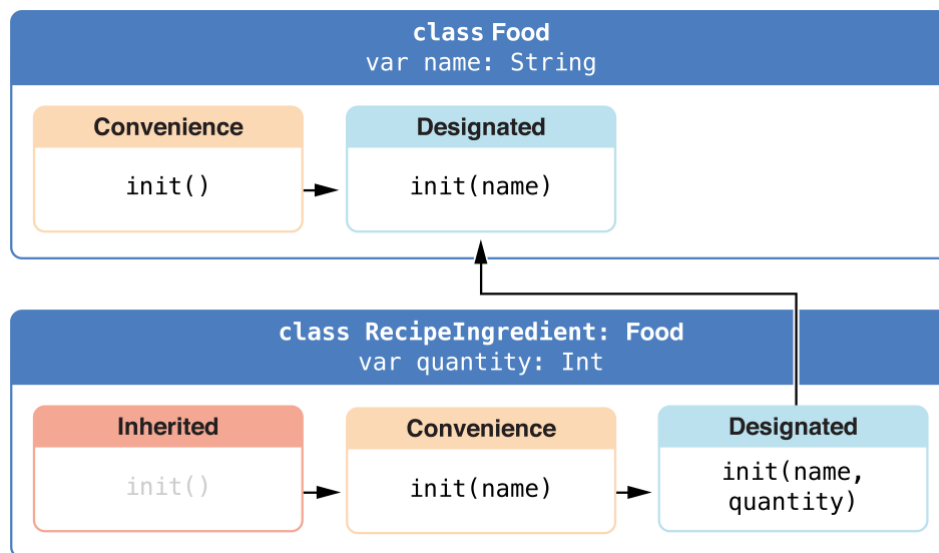 class Food
var name: String
Convenience
Designated
init()
init(name)
class RecipeIngredient: Food
var quantity: Int
Inherited
Convenience
Designated
init()
init(name)
init(name,
quantity)